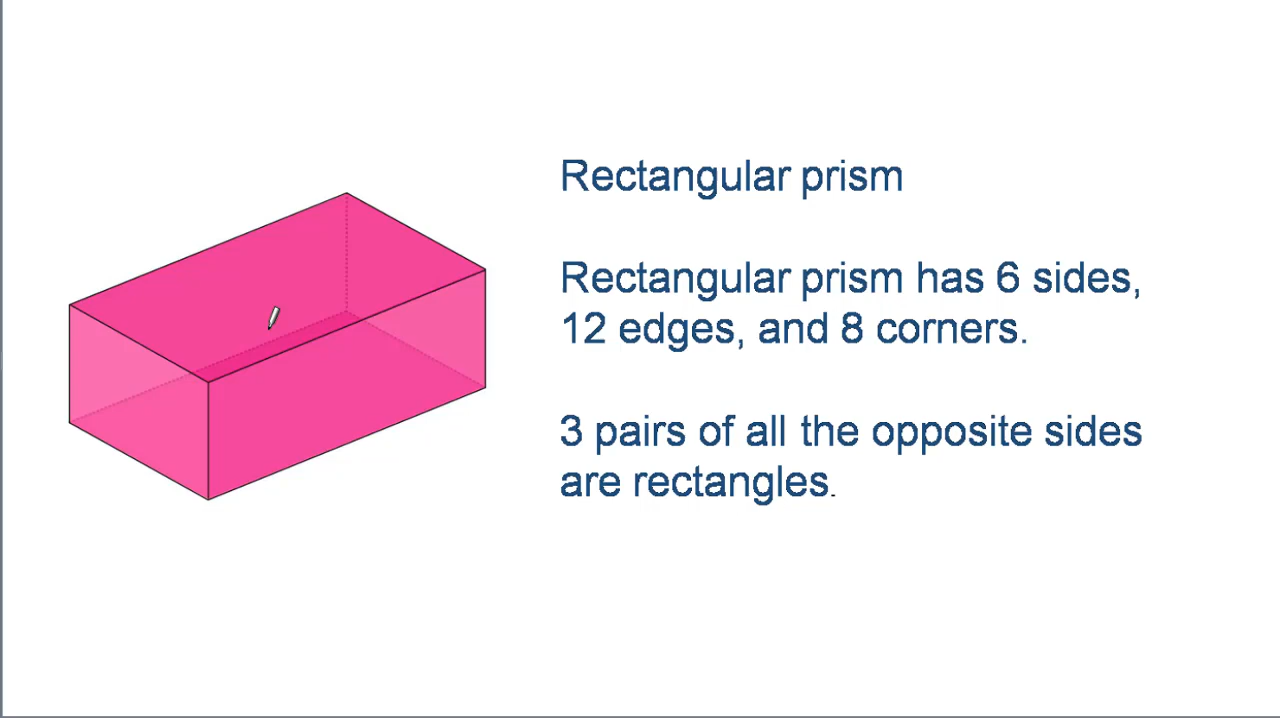 Rectangular prism
Rectangular prism has 6 sides,
12 edges, and 8 corners.
3 pairs of all the opposite sides
are rectangles.